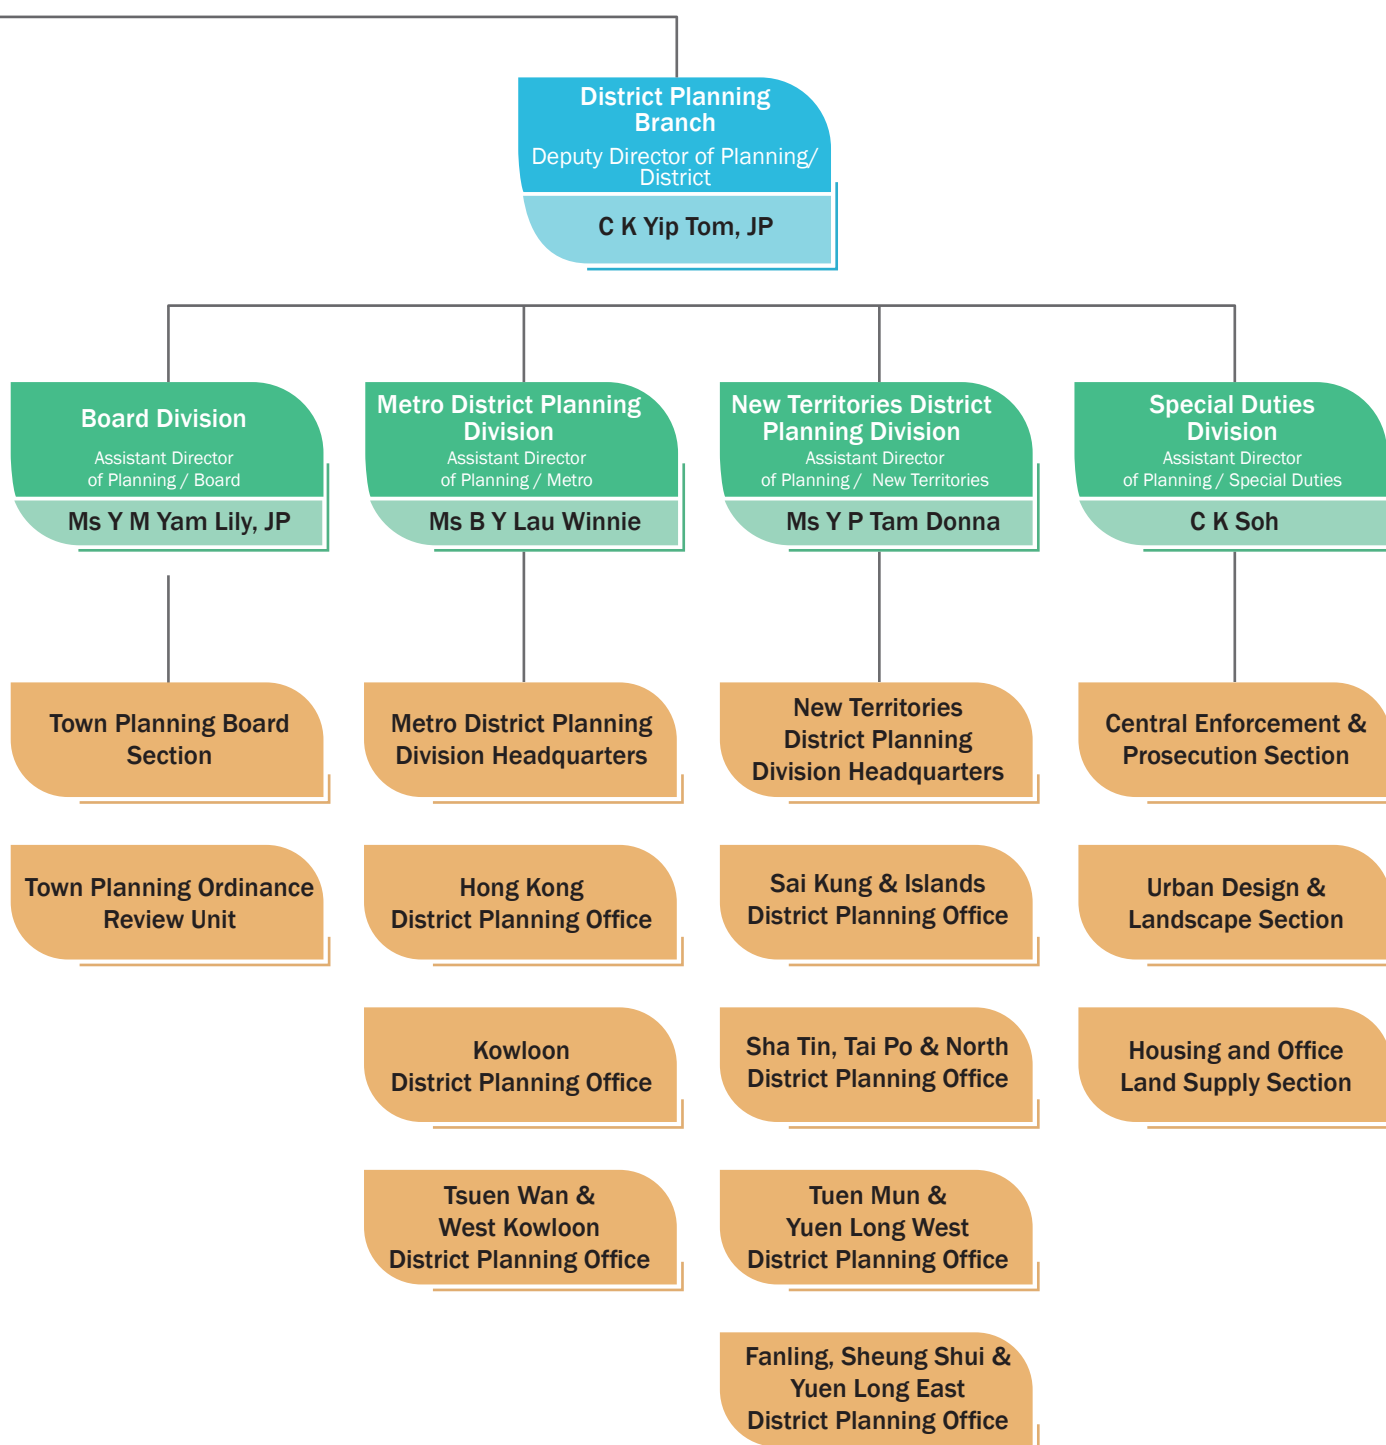 District Planning
Branch
Deputy Director of Planning/
District
C K Yip Tom, JP
Board Division
Assistant Director
of Planning / Board
Ms Y M Yam Lily, JP
Metro District Planning
Division
Assistant Director
of Planning / Metro
Ms B Y Lau Winnie
New Territories District
Planning Division
Assistant Director
of Planning / New Territories
Ms Y P Tam Donna
Special Duties
Division
Assistant Director
of Planning / Special Duties
C K Soh
Town Planning Board
Section
Town Planning Ordinance
Review Unit
Metro District Planning
Division Headquarters
Hong Kong
District Planning Office
Kowloon
District Planning Office
Tsuen Wan &
West Kowloon
District Planning Office
New Territories
District Planning
Division Headquarters
Sai Kung & Islands
District Planning Office
Sha Tin, Tai Po & North
District Planning Office
Tuen Mun &
Yuen Long West
District Planning Office
Fanling, Sheung Shui &
Yuen Long East
District Planning Office
Central Enforcement &
Prosecution Section
Urban Design &
Landscape Section
Housing and Office
Land Supply Section